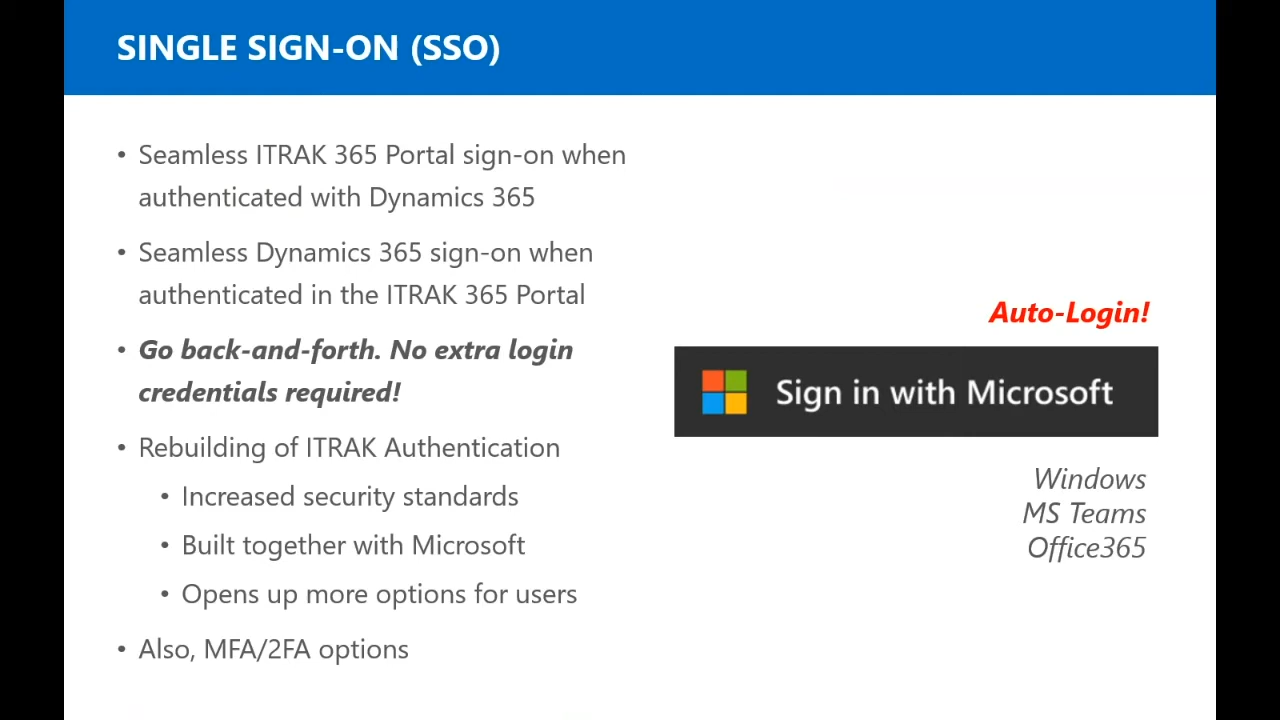 SINGLE SIGN-ON (SSO)
• Seamless ITRAK 365 Portal sign-on when
authenticated with Dynamics 365
• Seamless Dynamics 365 sign-on when
authenticated in the ITRAK 365 Portal
• Go back-and-forth. No extra login
credentials required!
• Rebuilding of ITRAK Authentication
• Increased security standards
• Built together with Microsoft
• Opens up more options for users
• Also, MFA/2FA options
Auto-Login!
Sign in with Microsoft
Windows
MS Teams
Office365